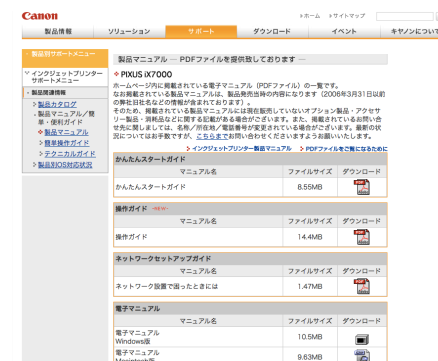 Canon
ホーム サイトマップ
製品情報 ソリューション サポート ダウンロード イベント キヤノンについ
製品別サポートメニュー
インクジェットプリンター
サポートメニュー
製品関連情報
製品カタログ
製品マニュアル／簡
単・便利ガイド
製品マニュアル
簡単操作ガイド
テクニカルガイド
製品別OS対応状況
製品マニュアル ― PDFファイルを提供致しております ―
PIXUS iX7000
ホームページ内に掲載されている電子マニュアル（PDFファイル）の一覧です。
なお掲載されている製品マニュアルは、製品発売当時の内容になります（2006年3月31日以前
の弊社社名などの情報が含まれております）。
そのため、掲載されている製品マニュアルには現在販売していないオプション製品・アクセサ
リー製品・消耗品などに関する記載がある場合がございます。また、掲載されているお問い合
せ先に関しましては、名称／所在地／電話番号が変更されている場合がございます。最新の状
況についてはお手数ですが、こちらまでお問い合わせくださいますようお願いいたします。
インクジェットプリンター製品マニュアル PDFファイルをご覧になるために
かんたんスタートガイド
マニュアル名 ファイルサイズ ダウンロード
かんたんスタートガイド 8.55MB
操作ガイド -NEW-
マニュアル名 ファイルサイズ ダウンロード
操作ガイド 14.4MB
ネットワークセットアップガイド
マニュアル名 ファイルサイズ ダウンロード
ネットワーク設置で困ったときには 1.47MB
電子マニュアル
マニュアル名 ファイルサイズ ダウンロード
電子マニュアル
Windows版 10.5MB
電子マニュアル
Macintosh版 9.63MB